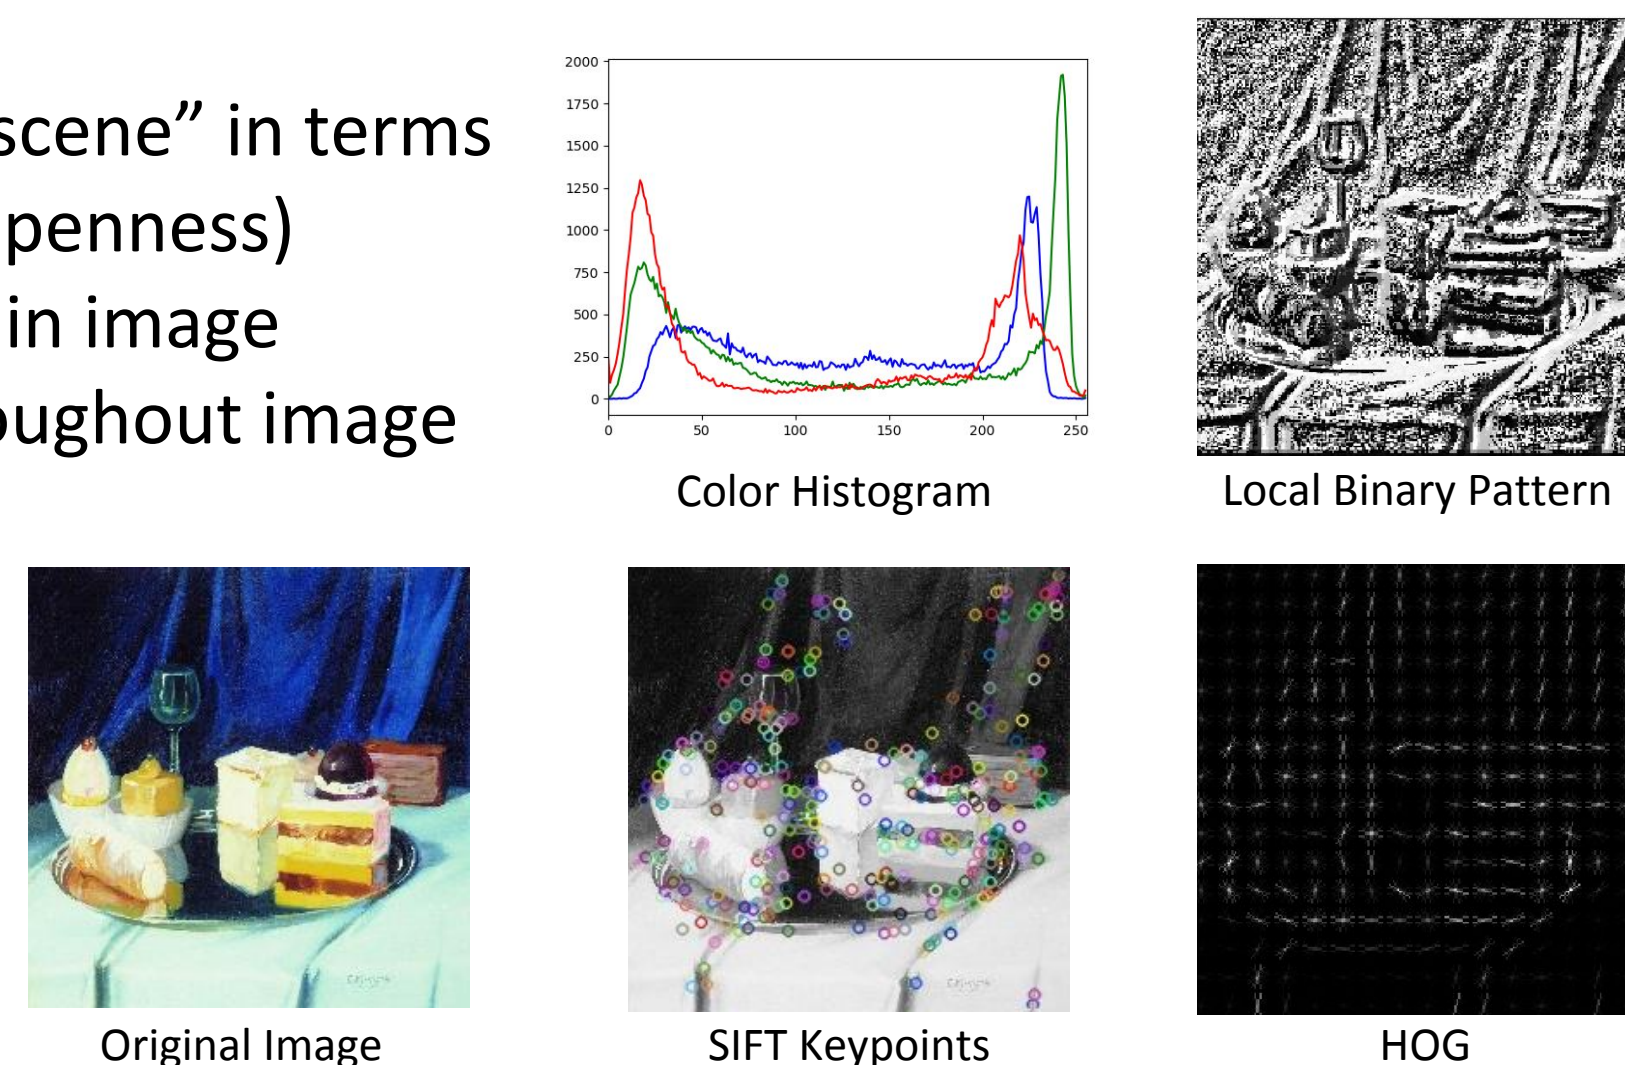 scene” in terms
penness)
in image
oughout image
2000
1750
1500
1250
1000
750
500
250
0
0 50 100 150 200 250
Color Histogram
Local Binary Pattern
Original Image
SIFT Keypoints
HOG